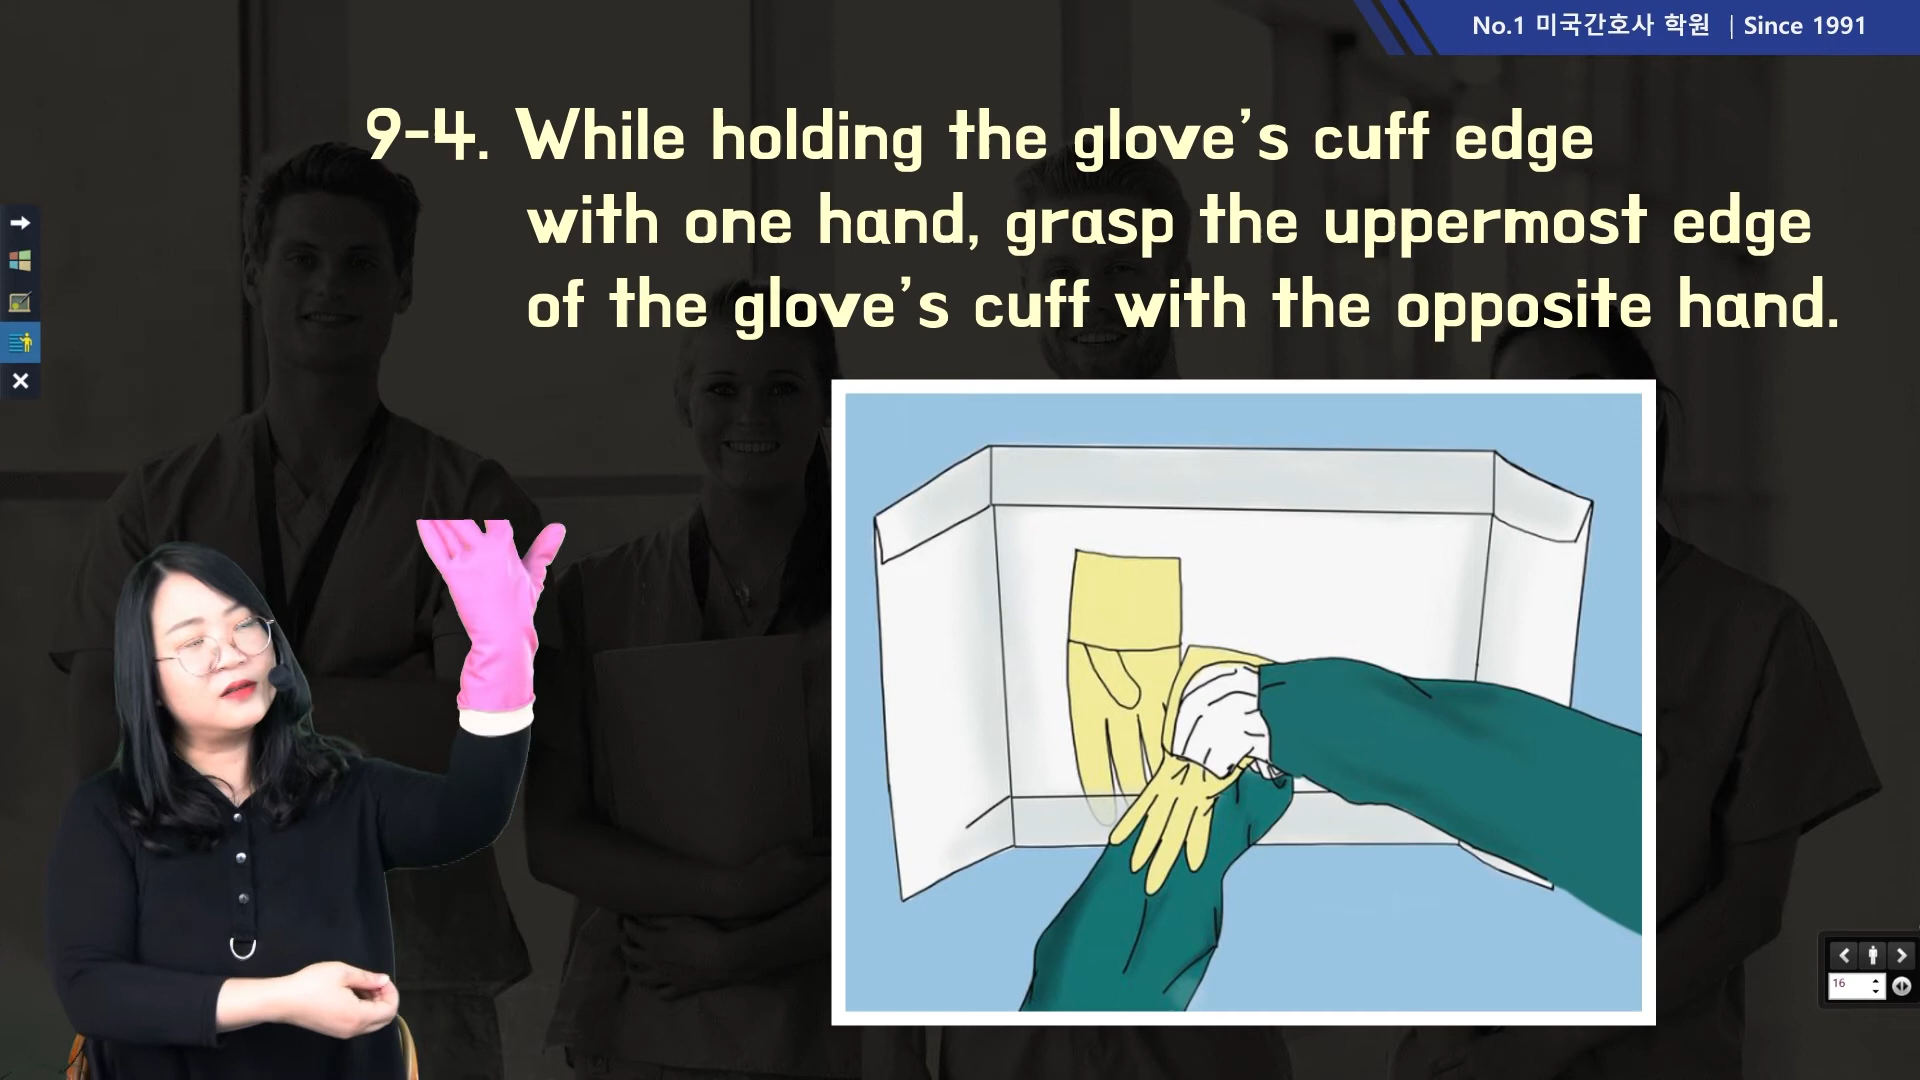 No.1 미국간호사 학원 | Since 1991
9-4. While holding the glove's cuff edge
with one hand, grasp the uppermost edge
of the glove's cuff with the opposite hand.
16